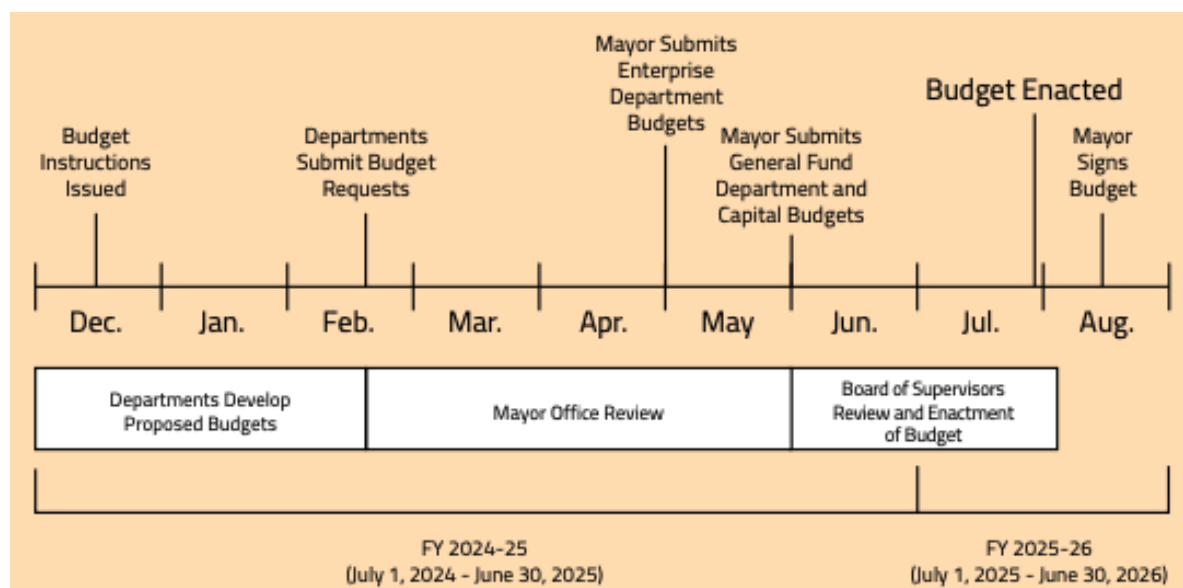 Mayor Submits
Enterprise
Department
Budgets
Budget Enacted
Budget
Instructions
Issued
Departments
Submit Budget
Requests
Mayor Submits
General Fund
Department and
Capital Budgets
Mayor
Signs
Budget
Dec. Jan. Feb. Mar. Apr. May Jun. Jul. Aug.
Departments Develop
Proposed Budgets
Mayor Office Review
Board of Supervisors
Review and Enactment
of Budget
FY 2024-25
(July 1, 2024 - June 30, 2025)
FY 2025-26
(July 1, 2025 - June 30, 2026)